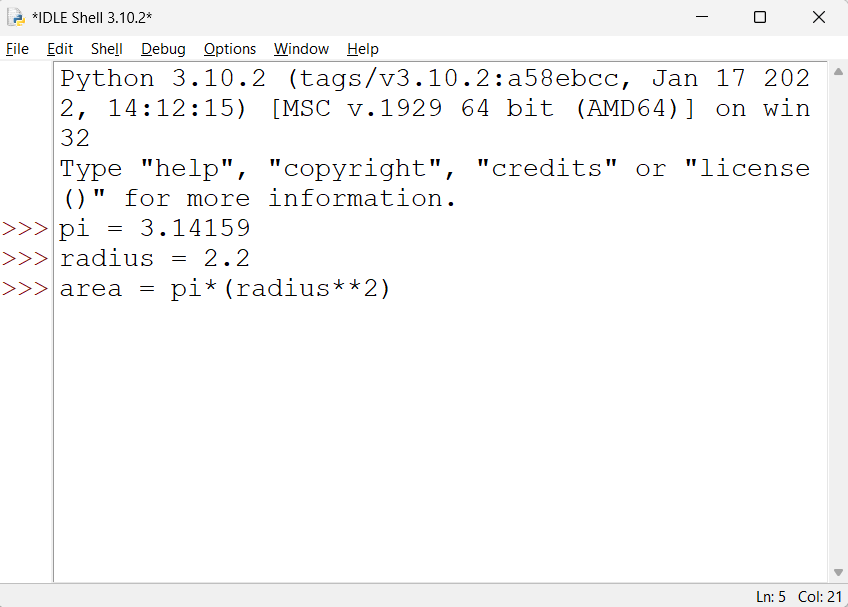 *IDLE Shell 3.10.2*
File Edit Shell Debug Options Window Help
Python 3.10.2 (tags/v3.10.2:a58ebcc, Jan 17 202
2, 14:12:15) [MSC v.1929 64 bit (AMD64)] on win
32
Type "help", "copyright", "credits" or "license
()" for more information.
>>> pi = 3.14159
>>> radius = 2.2
>>> area = pi*(radius**2)
Ln: 5 Col: 21